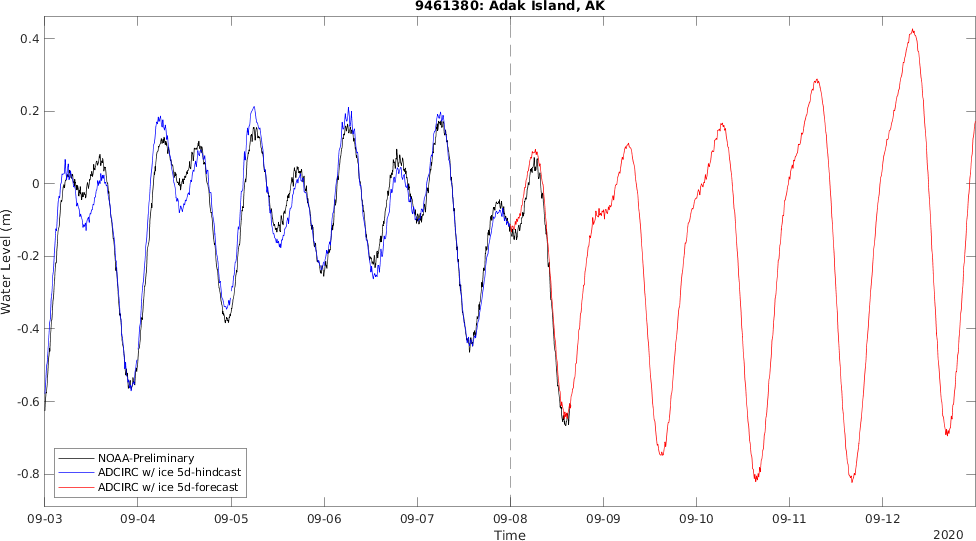 9461380: Adak Island, AK
0.4
0.2
0
-0.2
-0.4
-0.6
-0.8
Water Level (m)
NOAA-Preliminary
ADCIRC w/ ice 5d-hindcast
ADCIRC w/ ice 5d-forecast
09-03 09-04 09-05 09-06 09-07 09-08 09-09 09-10 09-11 09-12
Time
2020